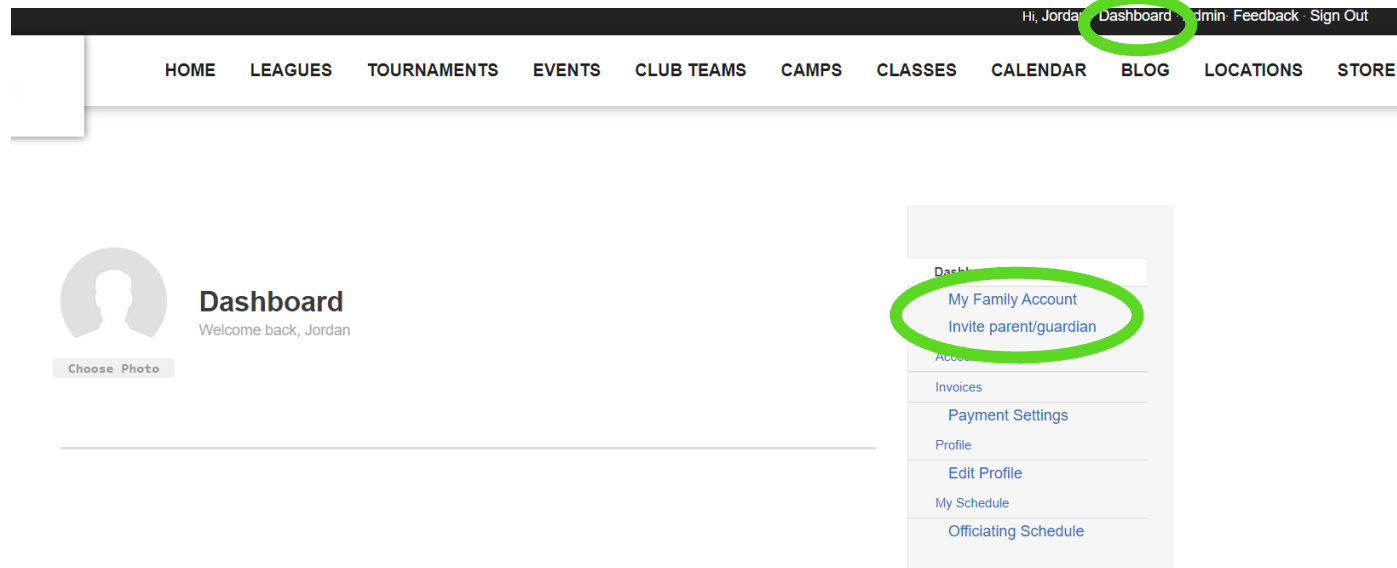 Hi, Jordan Dashboard · Admin· Feedback · Sign Out
HOME LEAGUES TOURNAMENTS EVENTS CLUB TEAMS CAMPS CLASSES CALENDAR BLOG LOCATIONS STORE
Dashboard
Welcome back, Jordan
Choose Photo
Dashboard
My Family Account
Invite parent/guardian
Invoices
Payment Settings
Profile
Edit Profile
My Schedule
Officiating Schedule